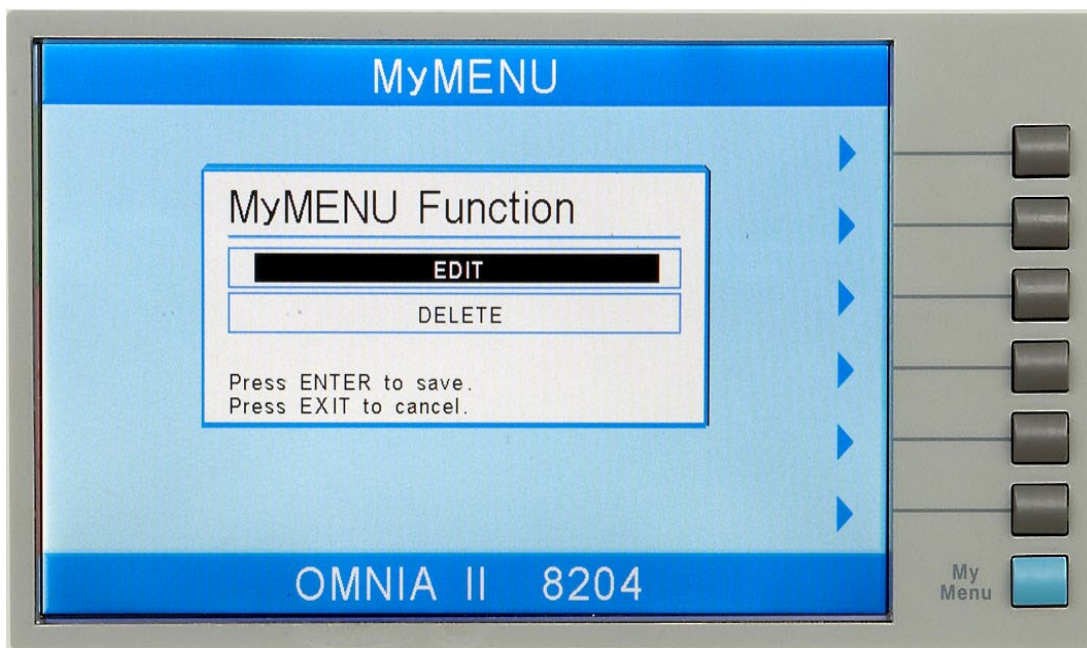 MyMENU
MyMENU Function
EDIT
DELETE
Press ENTER to save.
Press EXIT to cancel.
OMNIA II 8204
My
Menu